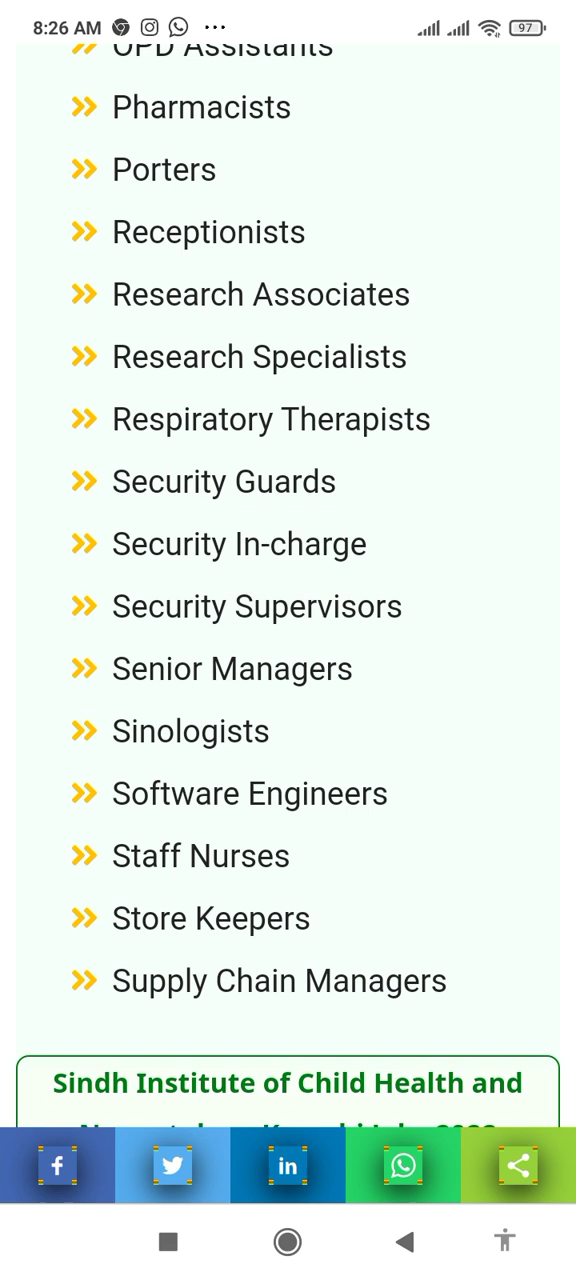 8:26 AM
97
OPD Assistants
Pharmacists
Porters
Receptionists
Research Associates
Research Specialists
Respiratory Therapists
Security Guards
Security In-charge
Security Supervisors
Senior Managers
Sinologists
Software Engineers
Staff Nurses
Store Keepers
Supply Chain Managers
Sindh Institute of Child Health and